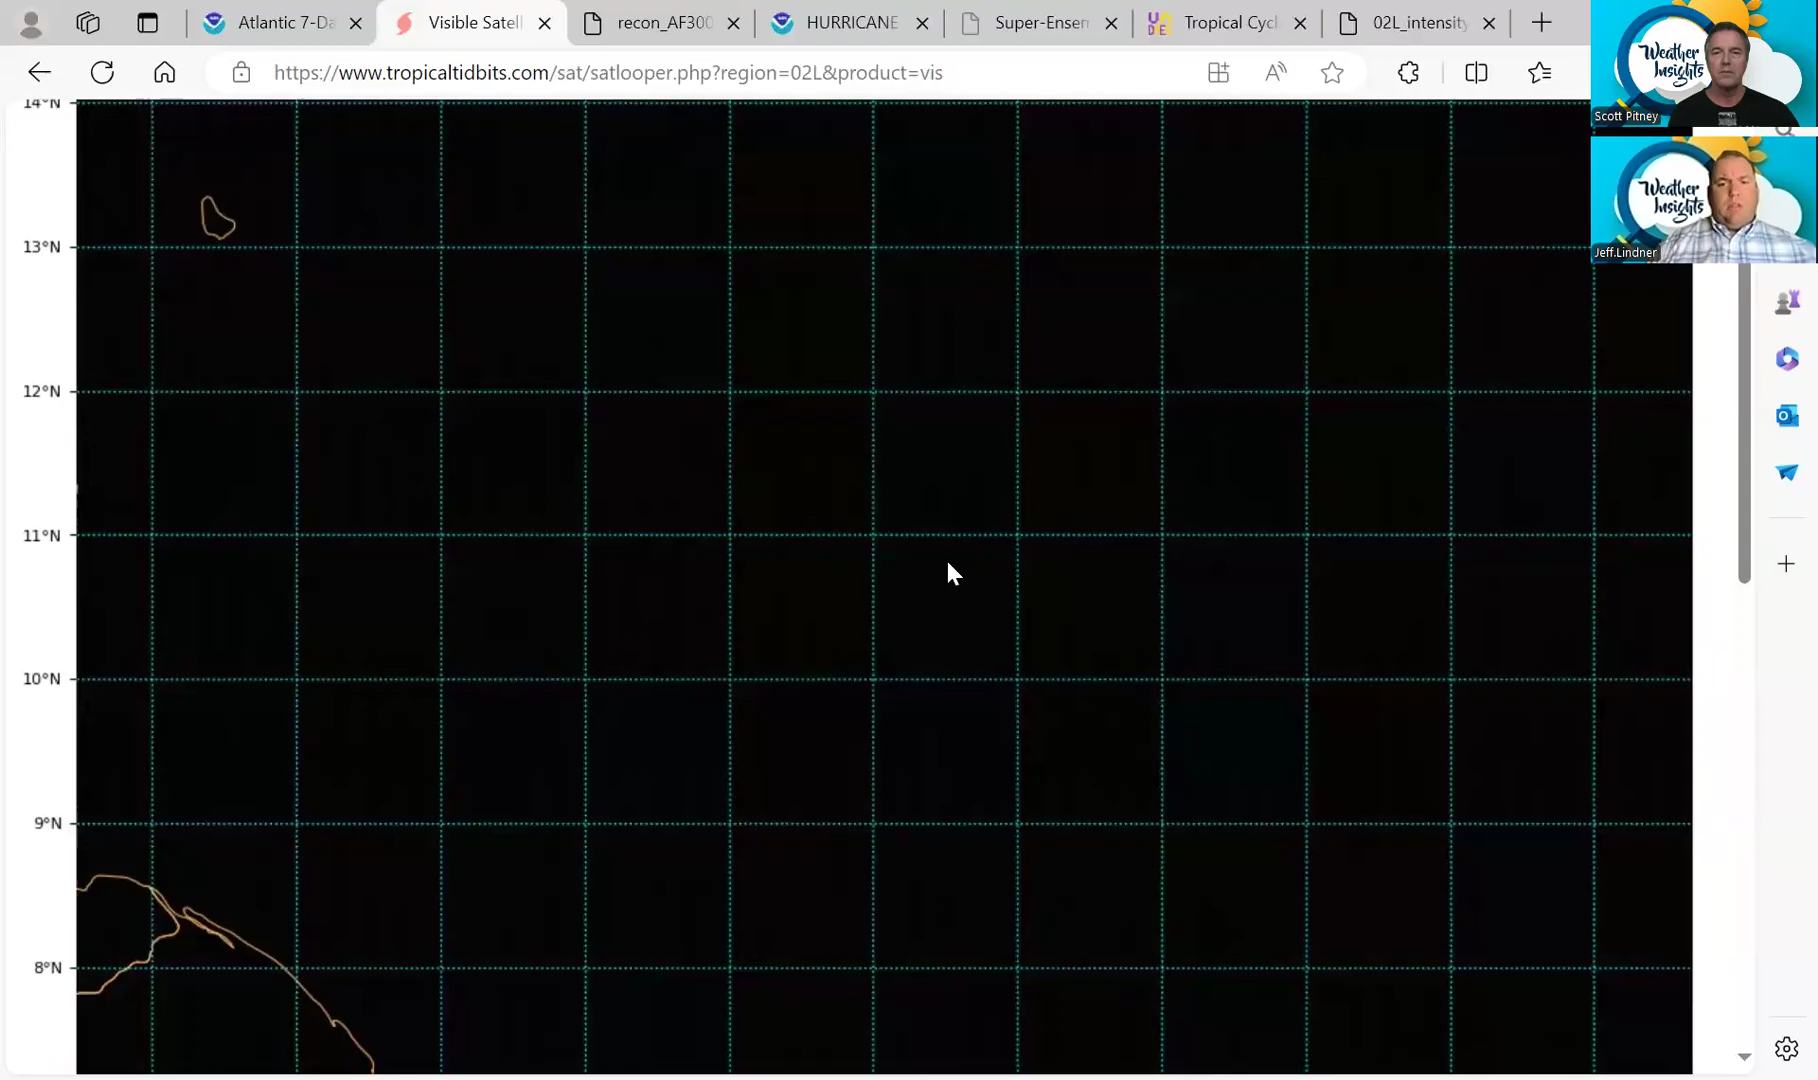 Atlantic 7-Da
Visible Satell
recon_AF300
HURRICANE
Super-Ensem
Tropical Cycl
02L_intensity
https://www.tropicaltidbits.com/sat/satlooper.php?region=02L&product=vis
Weather
Insights
Scott Pitney
Weather
Insights
Jeff.Lindner
14°N
13°N
12°N
11°N
10°N
9°N
8°N